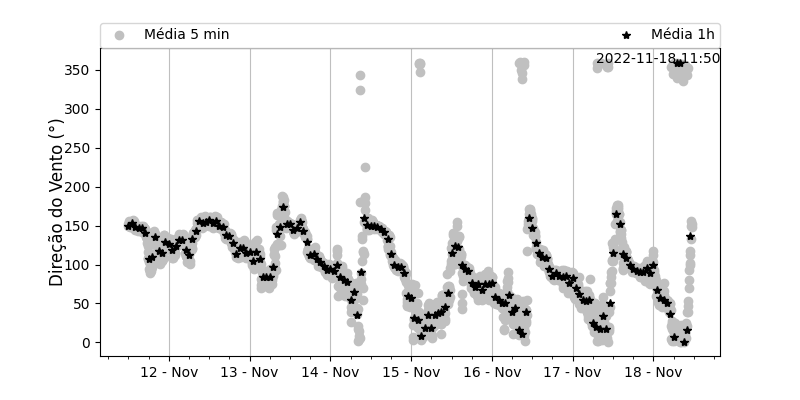 Média 5 min
Média 1h
2022-11-18 11:50
Direção do Vento (°)
350
300
250
200
150
100
50
0
12 - Nov
13 - Nov
14 - Nov
15 - Nov
16 - Nov
17 - Nov
18 - Nov